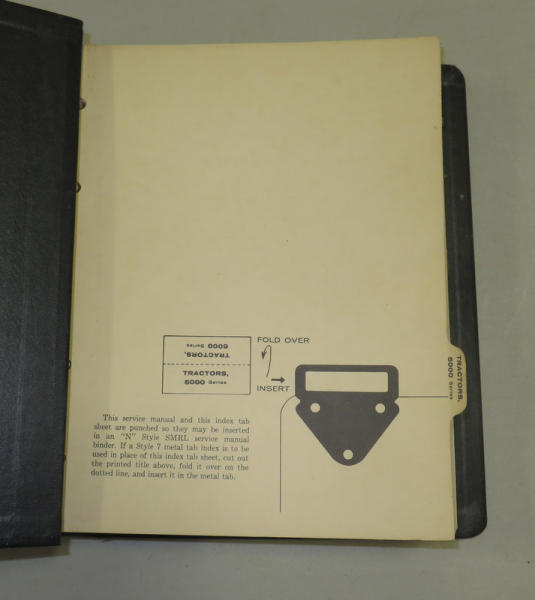 6000 Series
TRACTORS,
TRACTORS,
6000 Series
FOLD OVER
INSERT
TRACTORS,
6000 Series
This service manual and this index tab
sheet are punched so they may be inserted
in an "N" Style SMRL service manual
binder. If a Style 7 metal tab index is to be
used in place of this index tab sheet, cut out
the printed title above, fold it over on the
dotted line, and insert it in the metal tab.